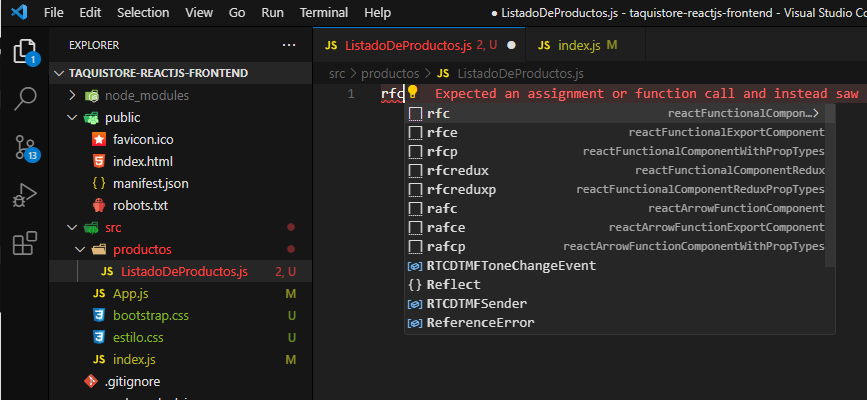 File Edit Selection View Go Run Terminal Help ● ListadoDeProductos.js - taquistore-reactjs-frontend - Visual Studio Co
EXPLORER ···
JS ListadoDeProductos.js 2, U ● JS index.js M
TAQUISTORE-REACTJS-FRONTEND
src > productos > JS ListadoDeProductos.js
node_modules
1 rfc Expected an assignment or function call and instead saw
public
rfc reactFunctionalCompon…>
favicon.ico
rfce reactFunctionalExportComponent
index.html
rfcp reactFunctionalComponentWithPropTypes
{ } manifest.json
rfcredux reactFunctionalComponentRedux
robots.txt
rfcreduxp reactFunctionalComponentReduxPropTypes
rafc reactArrowFunctionComponent
src
rafce reactArrowFunctionExportComponent
productos
rafcp reactArrowFunctionComponentWithPropTypes
JS ListadoDeProductos.js 2, U
RTCDTMFToneChangeEvent
JS App.js M
{} Reflect
bootstrap.css U
RTCDTMFSender
estilo.css U
ReferenceError
JS index.js M
.gitignore
1
13